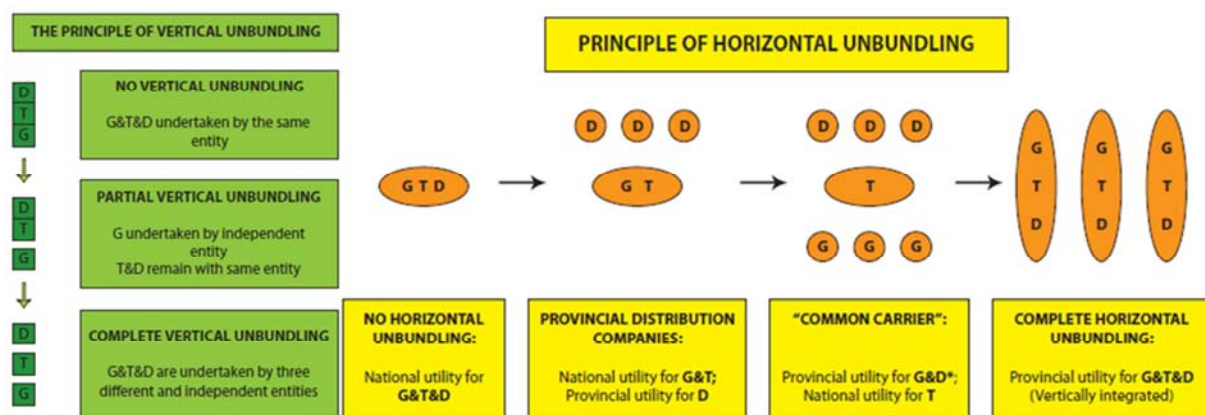 THE PRINCIPLE OF VERTICAL UNBUNDLING
D
T
G
NO VERTICAL UNBUNDLING
G&T&D undertaken by the same
entity
D
T
G
PARTIAL VERTICAL UNBUNDLING
G undertaken by independent
entity
T&D remain with same entity
D
T
G
COMPLETE VERTICAL UNBUNDLING
G&T&D are undertaken by three
different and independent entities
PRINCIPLE OF HORIZONTAL UNBUNDLING
G T D
D D D
G T
D D D
T
G G G
G G G
T T T
D D D
NO HORIZONTAL
UNBUNDLING:
National utility for
G&T&D
PROVINCIAL DISTRIBUTION
COMPANIES:
National utility for G&T;
Provincial utility for D
"COMMON CARRIER":
Provincial utility for G&D*;
National utility for T
COMPLETE HORIZONTAL
UNBUNDLING:
Provincial utility for G&T&D
(Vertically integrated)